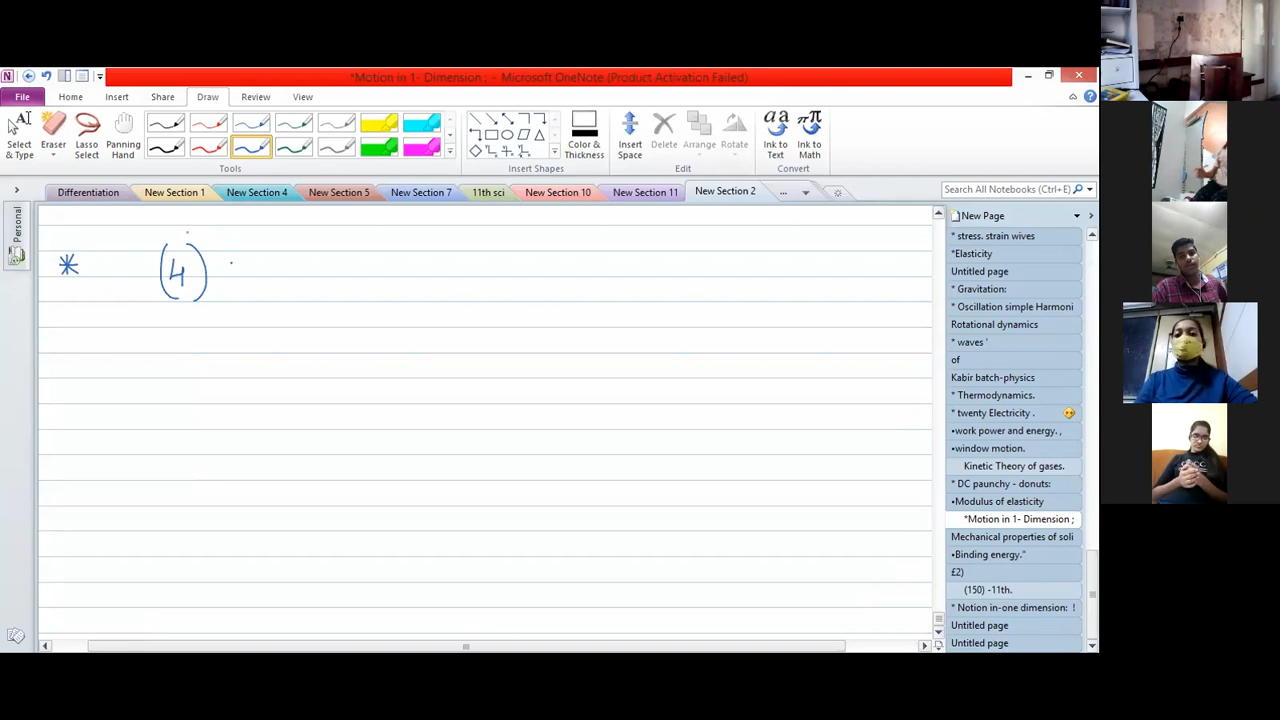 *Motion in 1- Dimension ; - Microsoft OneNote (Product Activation Failed)
File Home Insert Share Draw Review View
Select & Type
Eraser
Lasso Select
Panning Hand
Color & Thickness
Insert Space
Delete
Arrange
Rotate
Ink to Text
Ink to Math
Tools
Insert Shapes
Edit
Convert
Differentiation New Section 1 New Section 4 New Section 5 New Section 7 11th sci New Section 10 New Section 11 New Section 2 ...
Search All Notebooks (Ctrl+E)
Personal
* (4)
New Page
* stress. strain wives
*Elasticity
Untitled page
* Gravitation:
* Oscillation simple Harmoni
Rotational dynamics
* waves '
of
Kabir batch-physics
* Thermodynamics.
* twenty Electricity .
•work power and energy. ,
•window motion.
Kinetic Theory of gases.
* DC paunchy - donuts:
•Modulus of elasticity
*Motion in 1- Dimension ;
Mechanical properties of soli
•Binding energy."
£2)
(150) -11th.
* Notion in-one dimension: !
Untitled page
Untitled page